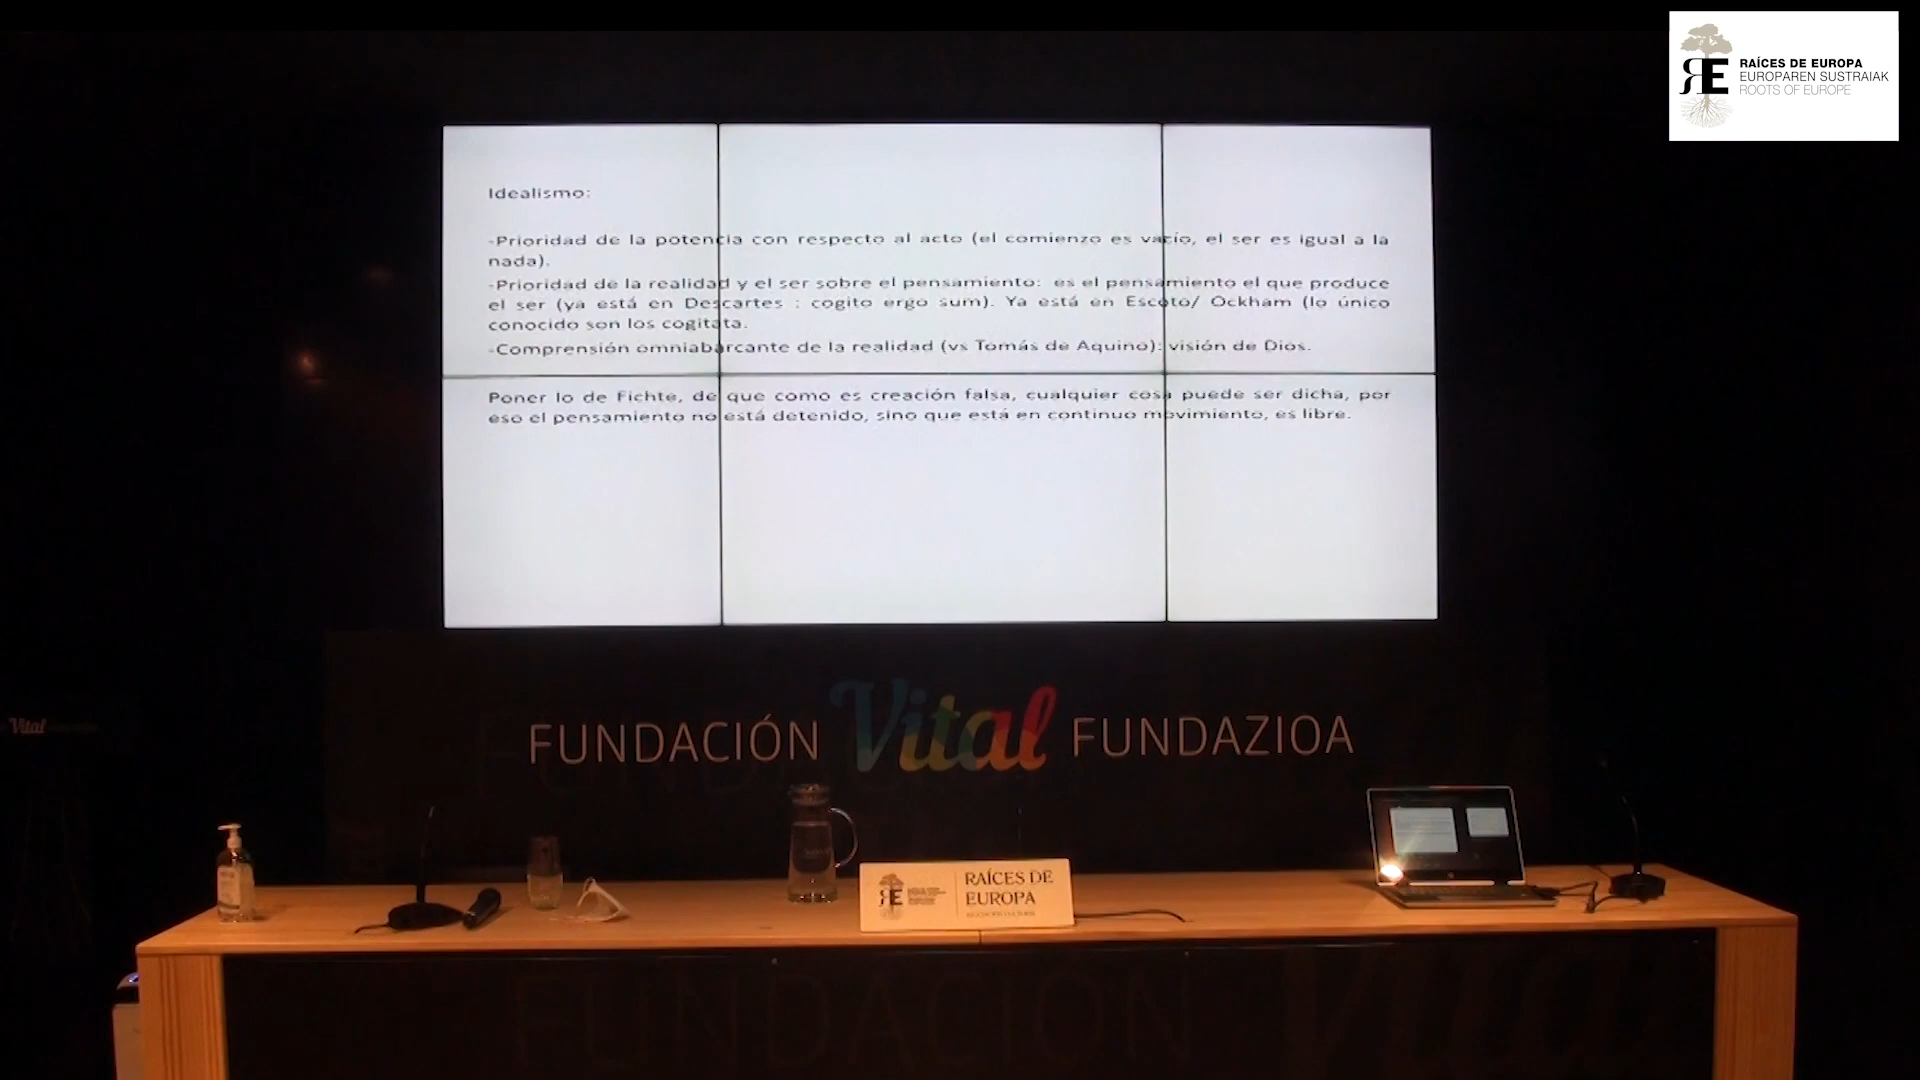 RAÍCES DE EUROPA
EUROPAREN SUSTRAIAK
ROOTS OF EUROPE
RE
Idealismo:
-Prioridad de la potencia con respecto al acto (el comienzo es vacío, el ser es igual a la
nada).
-Prioridad de la realidad y el ser sobre el pensamiento: es el pensamiento el que produce
el ser (ya está en Descartes : cogito ergo sum). Ya está en Escoto/ Ockham (lo único
conocido son los cogitata.
-Comprensión omniabarcante de la realidad (vs Tomás de Aquino): visión de Dios.
Poner lo de Fichte, de que como es creación falsa, cualquier cosa puede ser dicha, por
eso el pensamiento no está detenido, sino que está en continuo movimiento, es libre.
FUNDACIÓN Vital FUNDAZIOA
Vital
RE
RAÍCES DE
EUROPA
FUNDACIÓN Vital